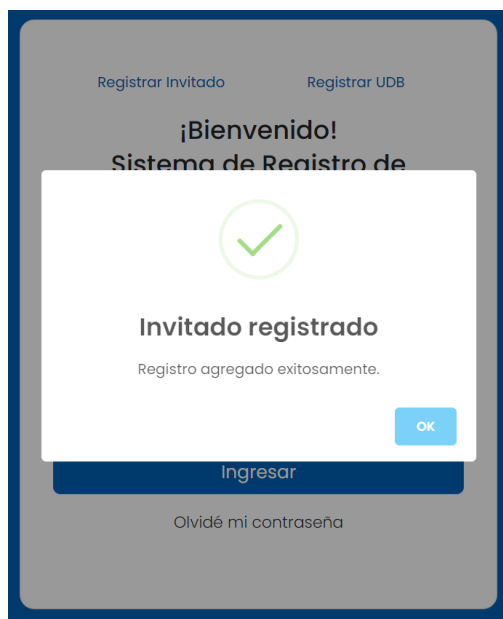 Registrar Invitado Registrar UDB
¡Bienvenido!
Sistema de Registro de
Invitado registrado
Registro agregado exitosamente.
OK
Ingresar
Olvidé mi contraseña